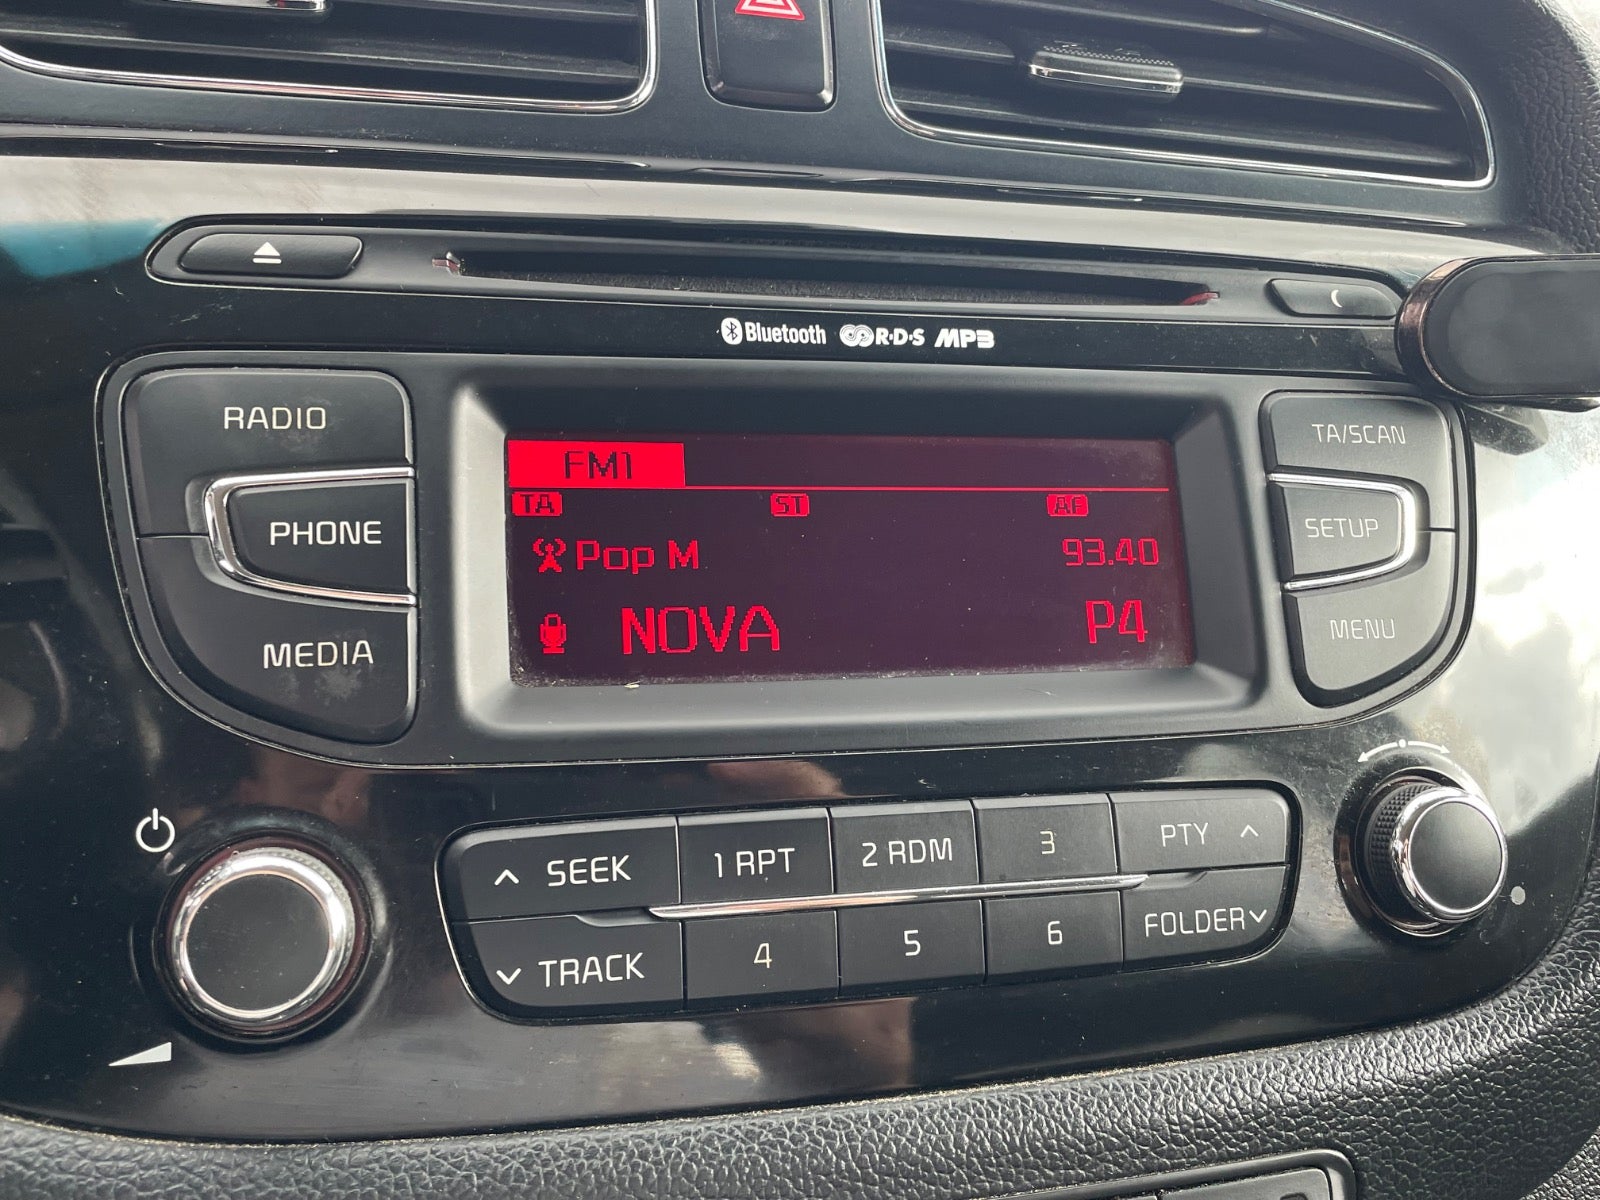 Bluetooth R·D·S MP3
RADIO
PHONE
MEDIA
FM1
TA ST AF
Pop M 93.40
NOVA P4
TA/SCAN
SETUP
MENU
SEEK
TRACK
1 RPT
2 RDM
3
PTY
4
5
6
FOLDER